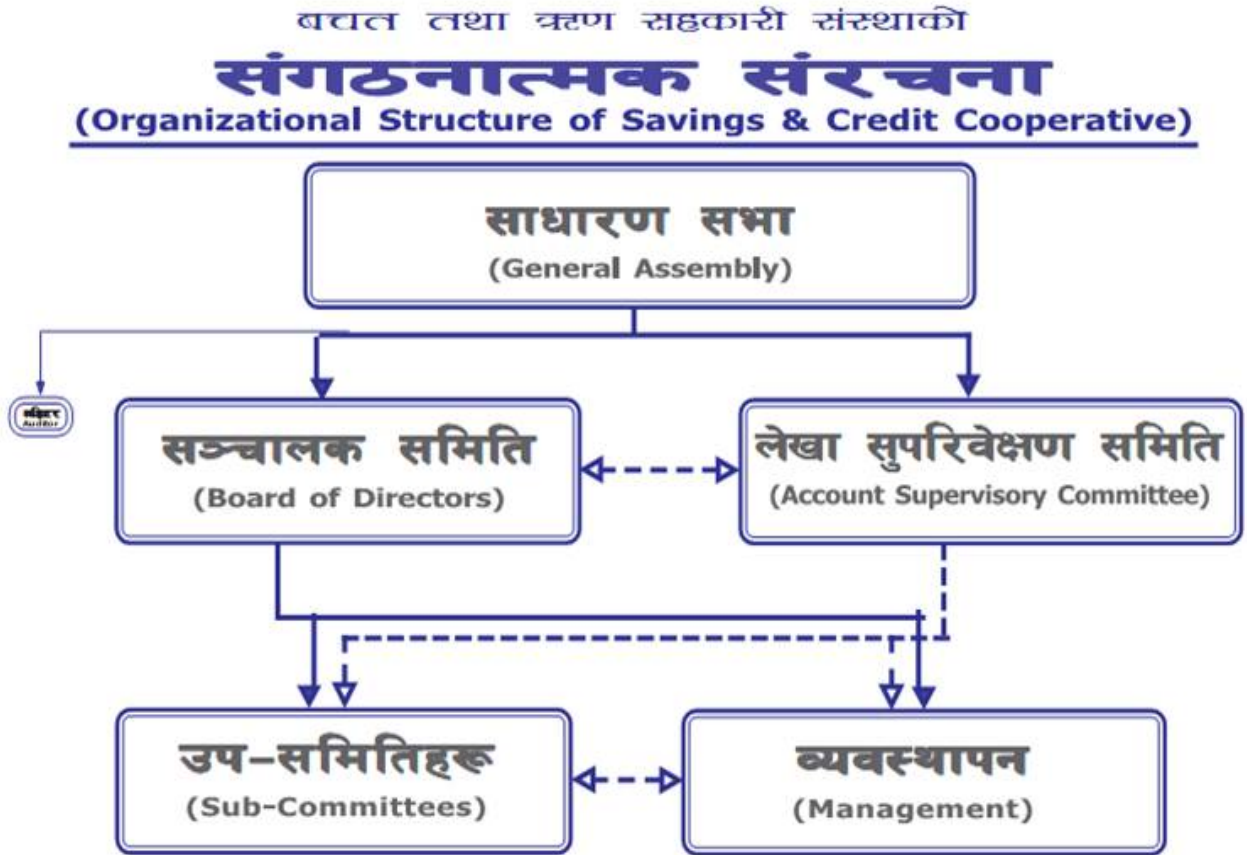 बचत तथा ऋण सहकारी संस्थाको
संगठनात्मक संरचना
(Organizational Structure of Savings & Credit Cooperative)
साधारण सभा
(General Assembly)
Auditor
सञ्चालक समिति
(Board of Directors)
लेखा सुपरिवेक्षण समिति
(Account Supervisory Committee)
उप-समितिहरू
(Sub-Committees)
व्यवस्थापन
(Management)